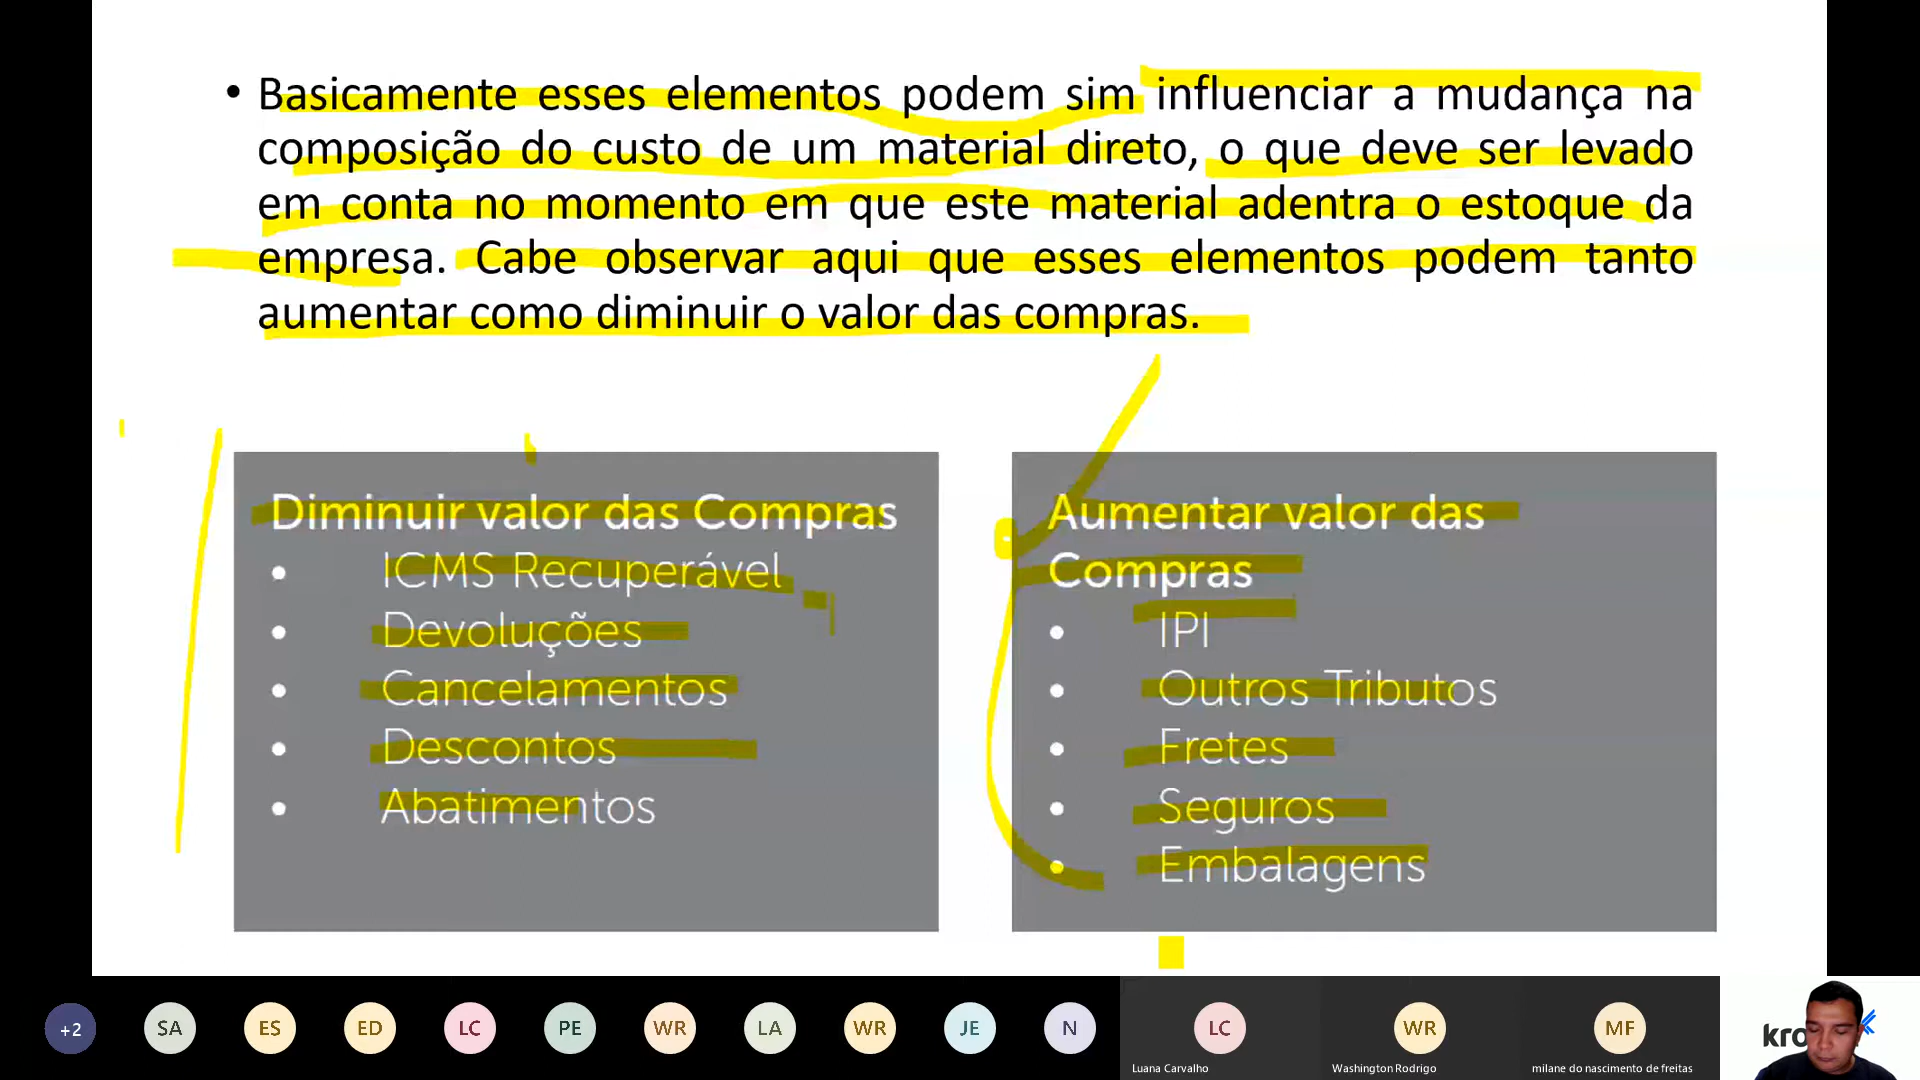 • Basicamente esses elementos podem sim influenciar a mudança na
composição do custo de um material direto, o que deve ser levado
em conta no momento em que este material adentra o estoque da
empresa. Cabe observar aqui que esses elementos podem tanto
aumentar como diminuir o valor das compras.
Diminuir valor das Compras
• ICMS Recuperável
• Devoluções
• Cancelamentos
• Descontos
• Abatimentos
Aumentar valor das
Compras
• IPI
• Outros Tributos
• Fretes
• Seguros
• Embalagens
+2 SA ES ED LC PE WR LA WR JE N LC WR MF
Luana Carvalho Washington Rodrigo milane do nascimento de freitas